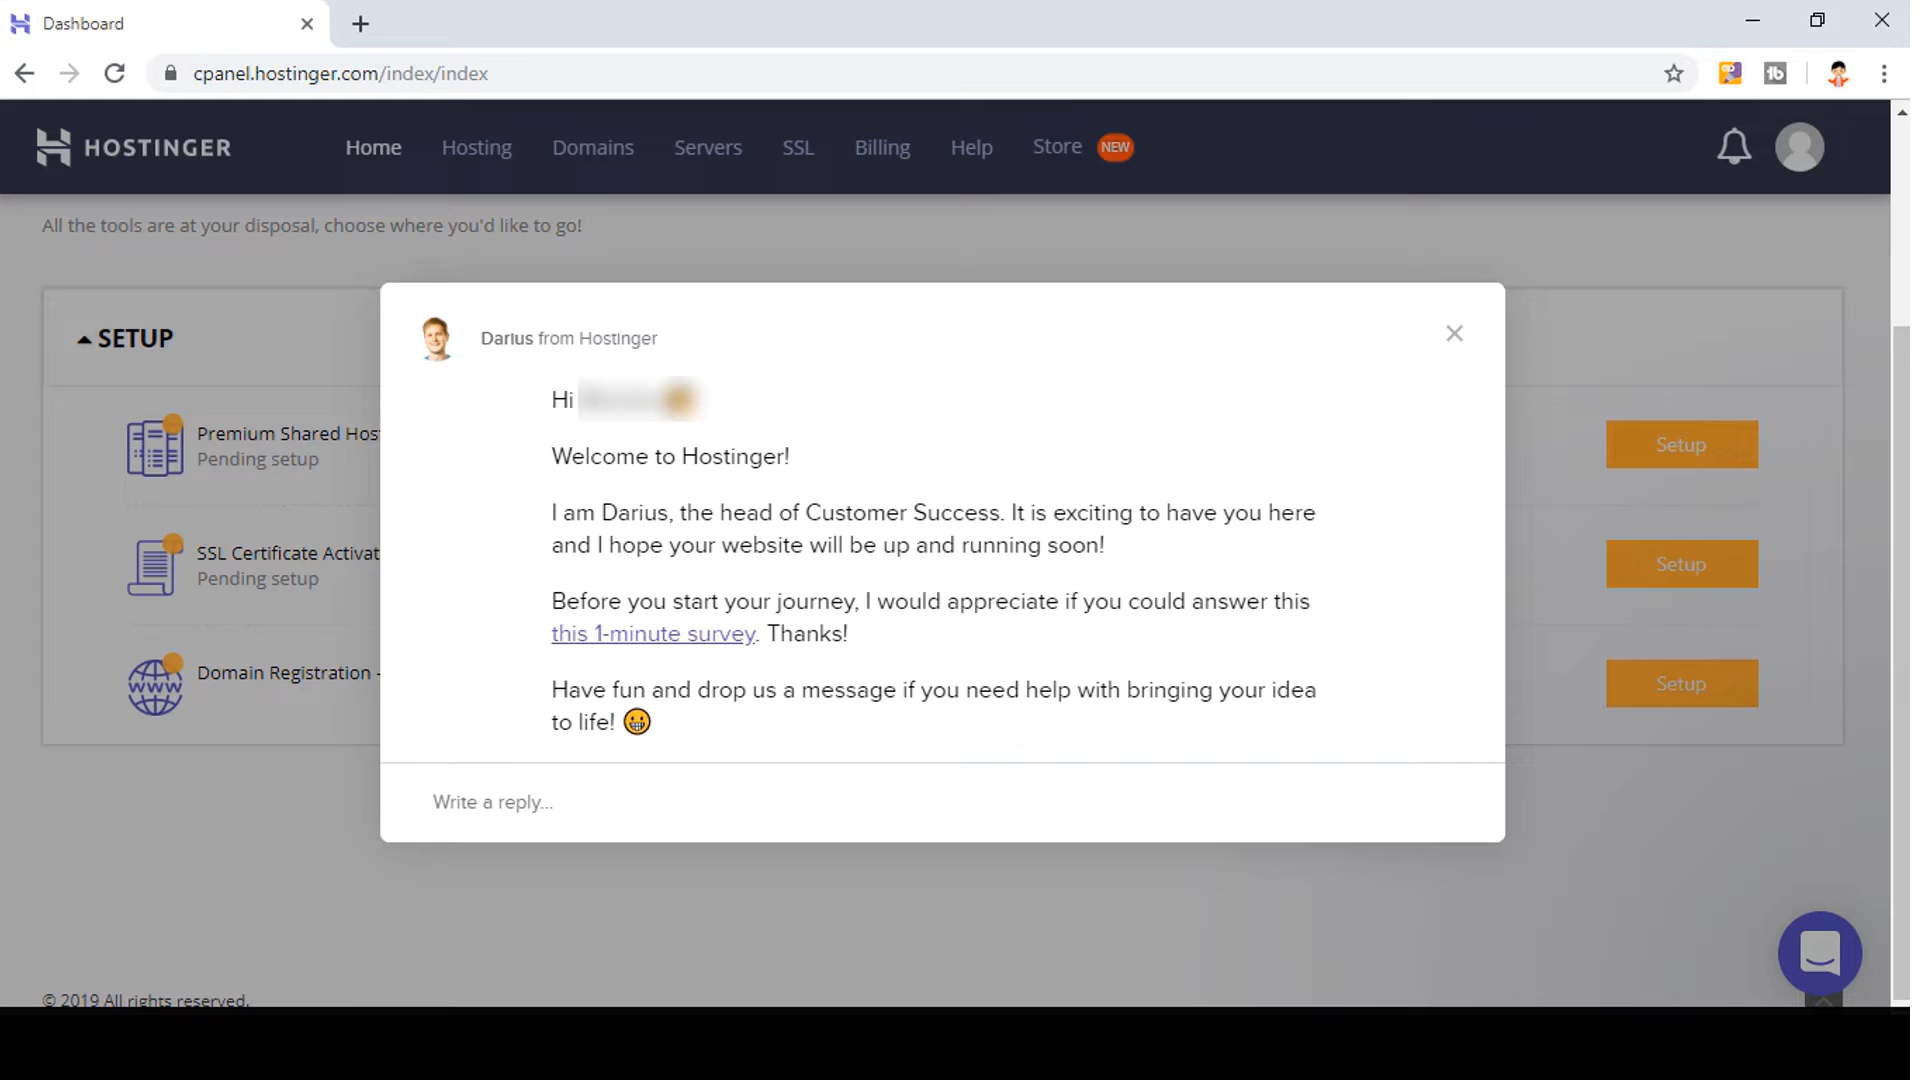 Dashboard
cpanel.hostinger.com/index/index
HOSTINGER
Home Hosting Domains Servers SSL Billing Help Store NEW
All the tools are at your disposal, choose where you'd like to go!
SETUP
Premium Shared Hos
Pending setup
Setup
SSL Certificate Activat
Pending setup
Setup
Domain Registration -
Setup
Darius from Hostinger
Hi
Welcome to Hostinger!
I am Darius, the head of Customer Success. It is exciting to have you here
and I hope your website will be up and running soon!
Before you start your journey, I would appreciate if you could answer this
this 1-minute survey. Thanks!
Have fun and drop us a message if you need help with bringing your idea
to life!
Write a reply...
© 2019 All rights reserved.